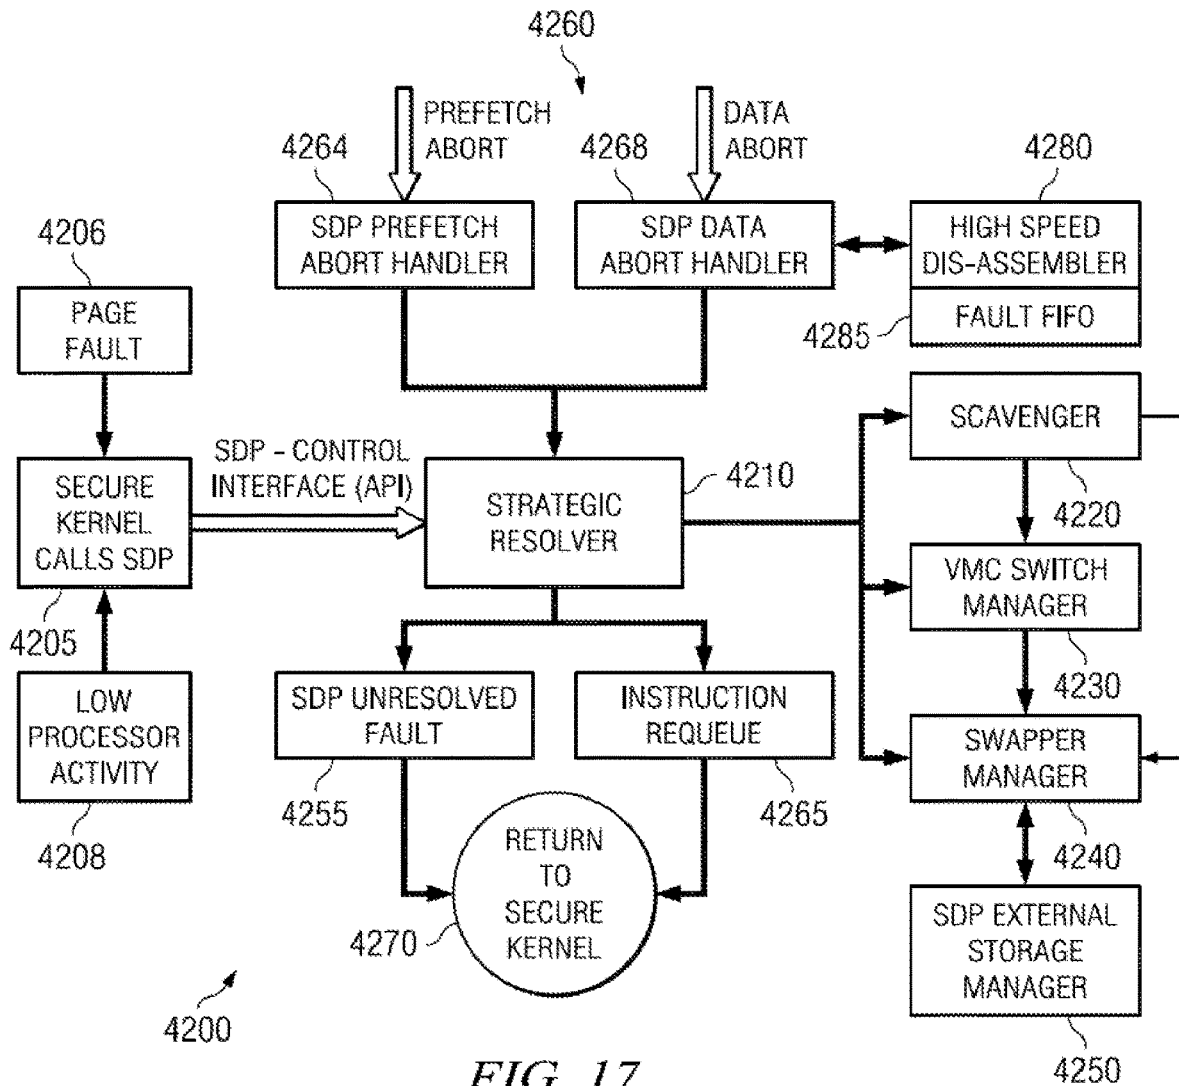 4260
PREFETCH
ABORT
DATA
ABORT
4264
4268
4280
SDP PREFETCH
ABORT HANDLER
SDP DATA
ABORT HANDLER
HIGH SPEED
DIS-ASSEMBLER
4206
PAGE
FAULT
4285
FAULT FIFO
SCAVENGER
SDP - CONTROL
INTERFACE (API)
4210
SECURE
KERNEL
CALLS SDP
STRATEGIC
RESOLVER
4220
VMC SWITCH
MANAGER
4205
4230
LOW
PROCESSOR
ACTIVITY
SDP UNRESOLVED
FAULT
INSTRUCTION
REQUEUE
SWAPPER
MANAGER
4255
4265
4240
4208
RETURN
TO
SECURE
KERNEL
4270
SDP EXTERNAL
STORAGE
MANAGER
4200
4250
FIG. 17